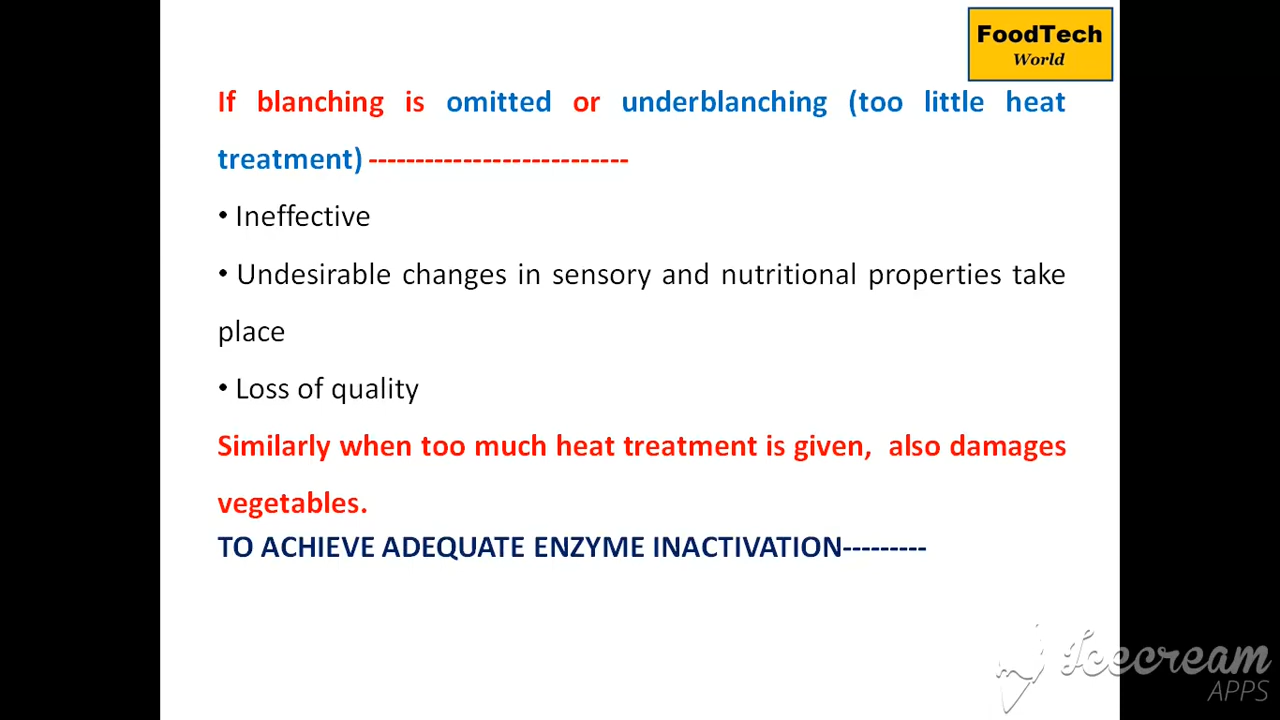 FoodTech
World
If blanching is omitted or underblanching (too little heat
treatment) ----------------------------
• Ineffective
• Undesirable changes in sensory and nutritional properties take
place
• Loss of quality
Similarly when too much heat treatment is given,  also damages
vegetables.
TO ACHIEVE ADEQUATE ENZYME INACTIVATION---------
Icecream
APPS